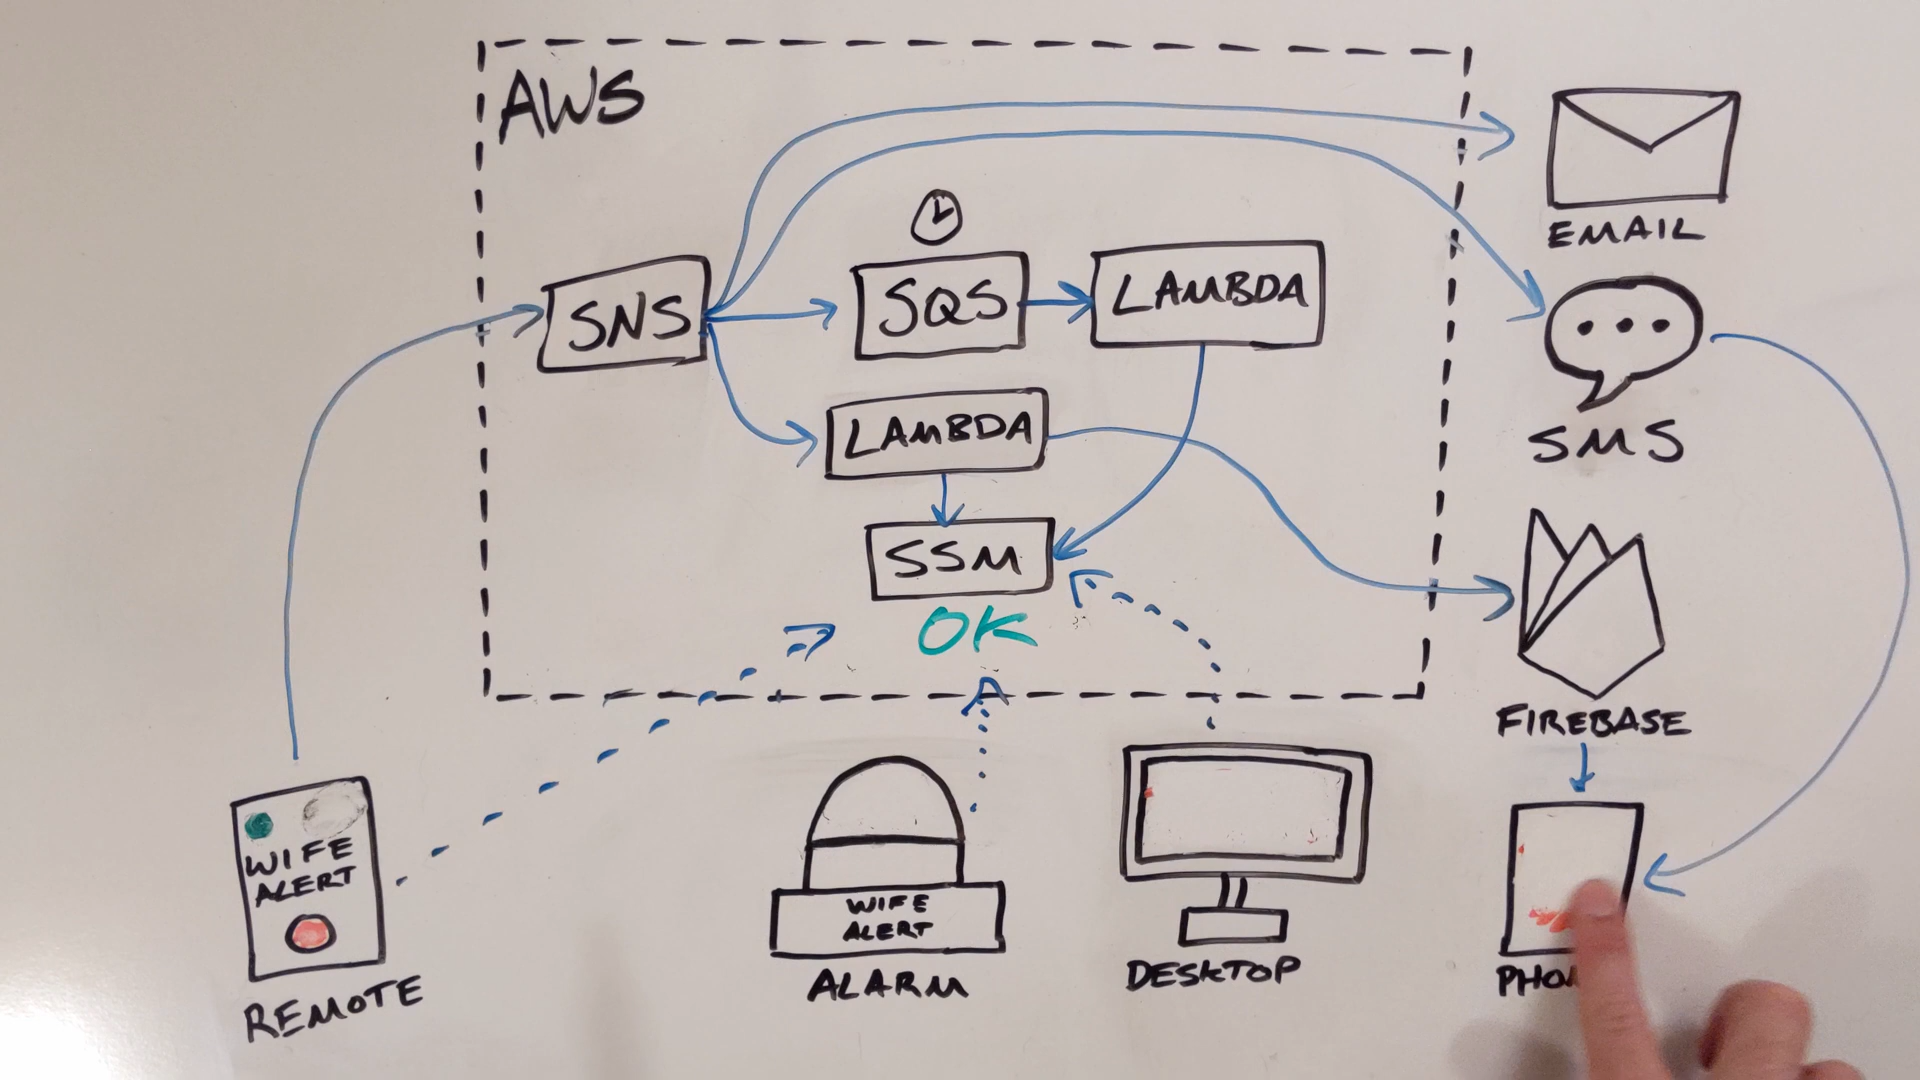 AWS
EMAIL
SNS
SQS
LAMBDA
SMS
LAMBDA
SSM
OK
FIREBASE
WIFE
ALERT
REMOTE
WIFE
ALERT
ALARM
DESKTOP